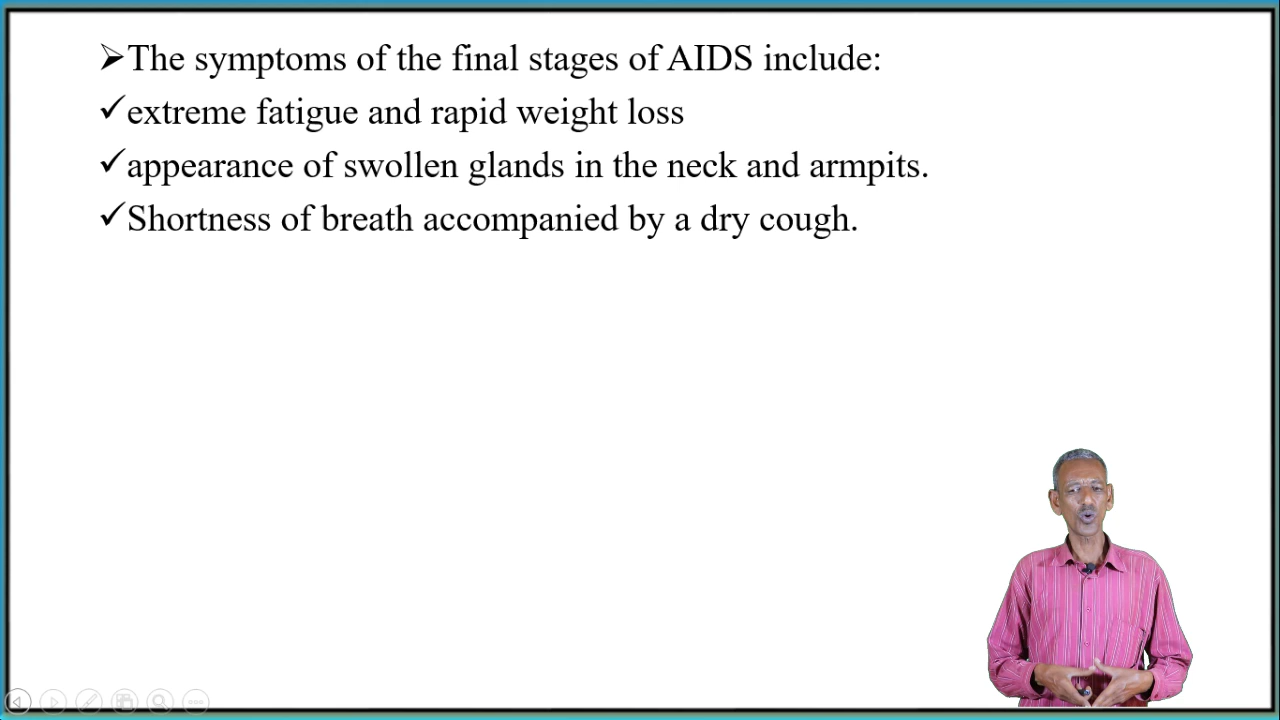 ➢The symptoms of the final stages of AIDS include:
✓extreme fatigue and rapid weight loss
✓appearance of swollen glands in the neck and armpits.
✓Shortness of breath accompanied by a dry cough.